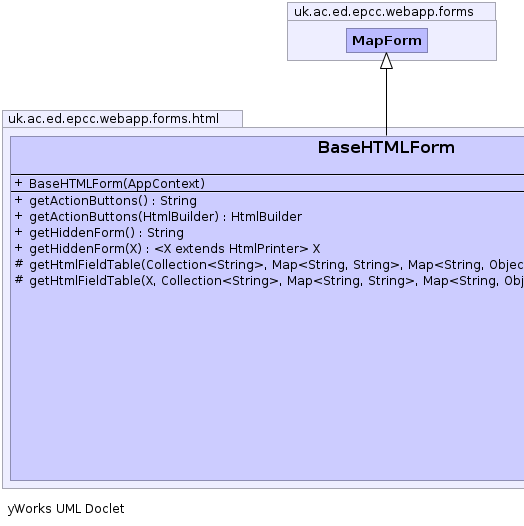 uk.ac.ed.epcc.webapp.forms
MapForm
uk.ac.ed.epcc.webapp.forms.html
BaseHTMLForm
+ BaseHTMLForm(AppContext)
+ getActionButtons() : String
+ getActionButtons(HtmlBuilder) : HtmlBuilder
+ getHiddenForm() : String
+ getHiddenForm(X) : <X extends HtmlPrinter> X
# getHtmlFieldTable(Collection<String>, Map<String, String>, Map<String, Objec
# getHtmlFieldTable(X, Collection<String>, Map<String, String>, Map<String, Obj
yWorks UML Doclet